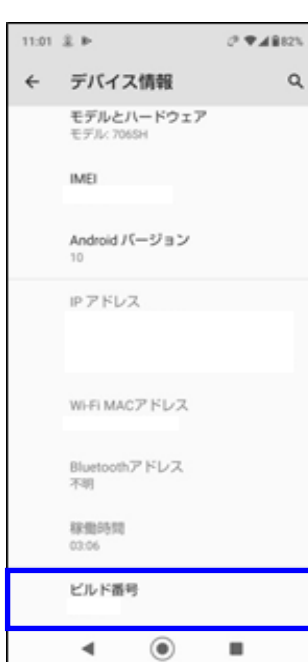 11:01 82%
デバイス情報
モデルとハードウェア
モデル: 706SH
IMEI
Android バージョン
10
IP アドレス
Wi-Fi MACアドレス
Bluetoothアドレス
不明
稼働時間
03:06
ビルド番号